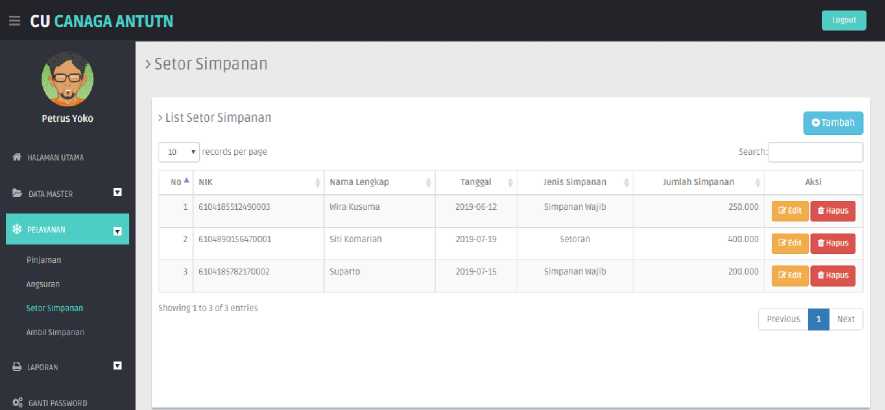 CU CANAGA ANTUTN
Logout
Petrus Yoko
HALAMAN UTAMA
DATA MASTER
PELAYANAN
Pinjaman
Angsuran
Setor Simpanan
Ambil Simpanan
LAPORAN
GANTI PASSWORD
> Setor Simpanan
> List Setor Simpanan
Tambah
10 records per page
Search:
No NIK Nama Lengkap Tanggal Jenis Simpanan Jumlah Simpanan Aksi
1 6104185512490003 Wira Kusuma 2019-06-12 Simpanan Wajib 250.000 Edit Hapus
2 6104890156470001 Siti Komariah 2019-07-19 Setoran 400.000 Edit Hapus
3 6104185782170002 Suparto 2019-07-15 Simpanan Wajib 200.000 Edit Hapus
Showing 1 to 3 of 3 entries
Previous 1 Next